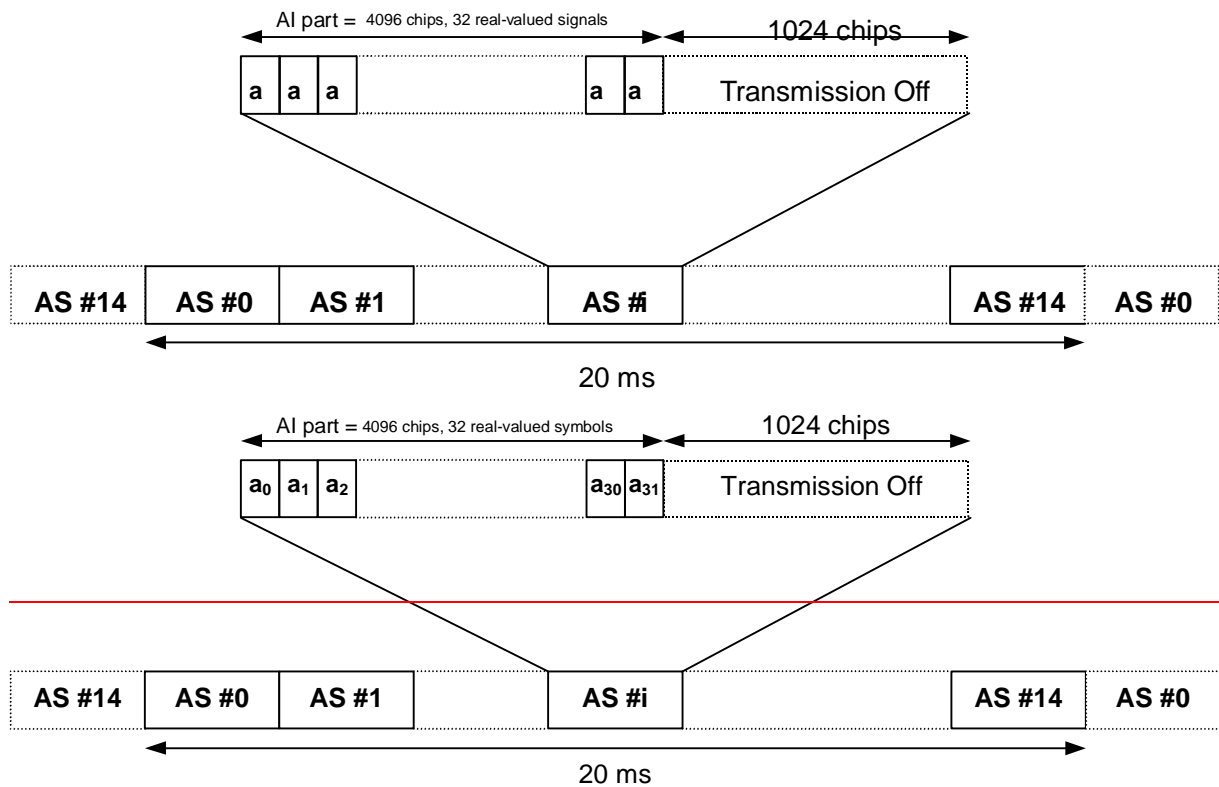 AI part = 4096 chips, 32 real-valued signals
1024 chips
a a a a a Transmission Off
AS #14 AS #0 AS #1 AS #i AS #14 AS #0
20 ms
AI part = 4096 chips, 32 real-valued symbols
1024 chips
a₀ a₁ a₂ a₃₀ a₃₁ Transmission Off
AS #14 AS #0 AS #1 AS #i AS #14 AS #0
20 ms